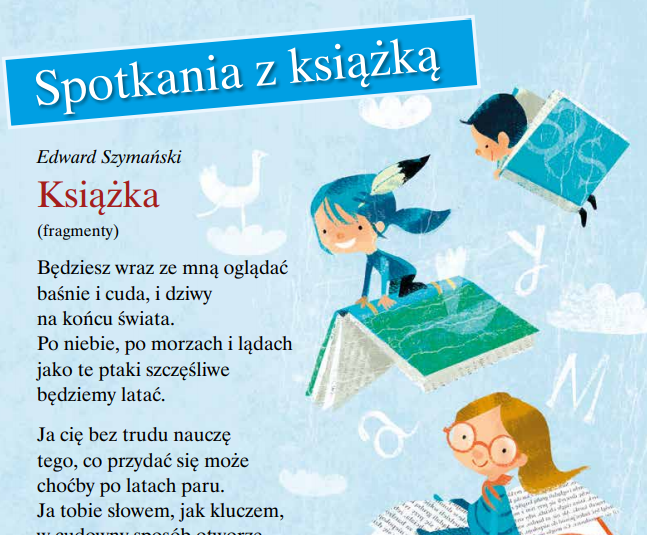 Spotkania z książką
Edward Szymański
Książka
(fragmenty)
Będziesz wraz ze mną oglądać
baśnie i cuda, i dziwy
na końcu świata.
Po niebie, po morzach i lądach
jako te ptaki szczęśliwe
będziemy latać.
Ja cię bez trudu nauczę
tego, co przydać się może
choćby po latach paru.
Ja tobie słowem, jak kluczem,
w cudowny sposób otworzę
y
M
a